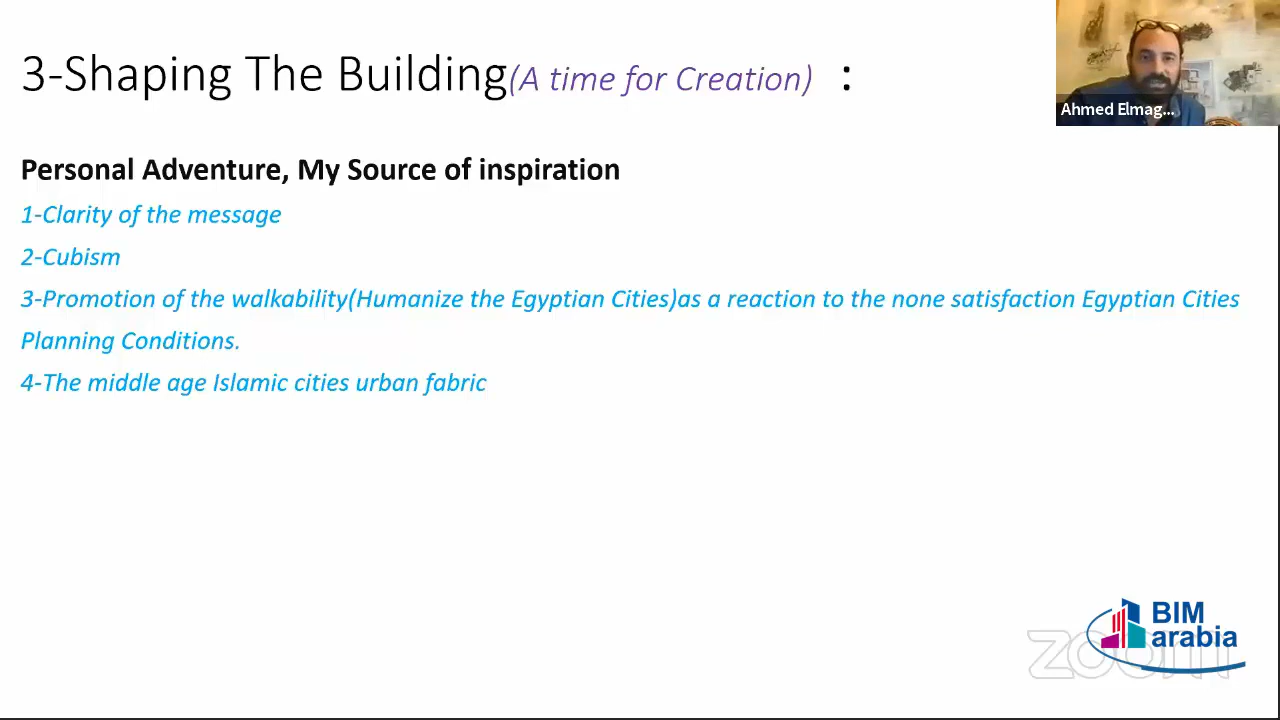 3-Shaping The Building(A time for Creation) :
Ahmed Elmag...
Personal Adventure, My Source of inspiration
1-Clarity of the message
2-Cubism
3-Promotion of the walkability(Humanize the Egyptian Cities)as a reaction to the none satisfaction Egyptian Cities
Planning Conditions.
4-The middle age Islamic cities urban fabric
BIM
arabia
zoom